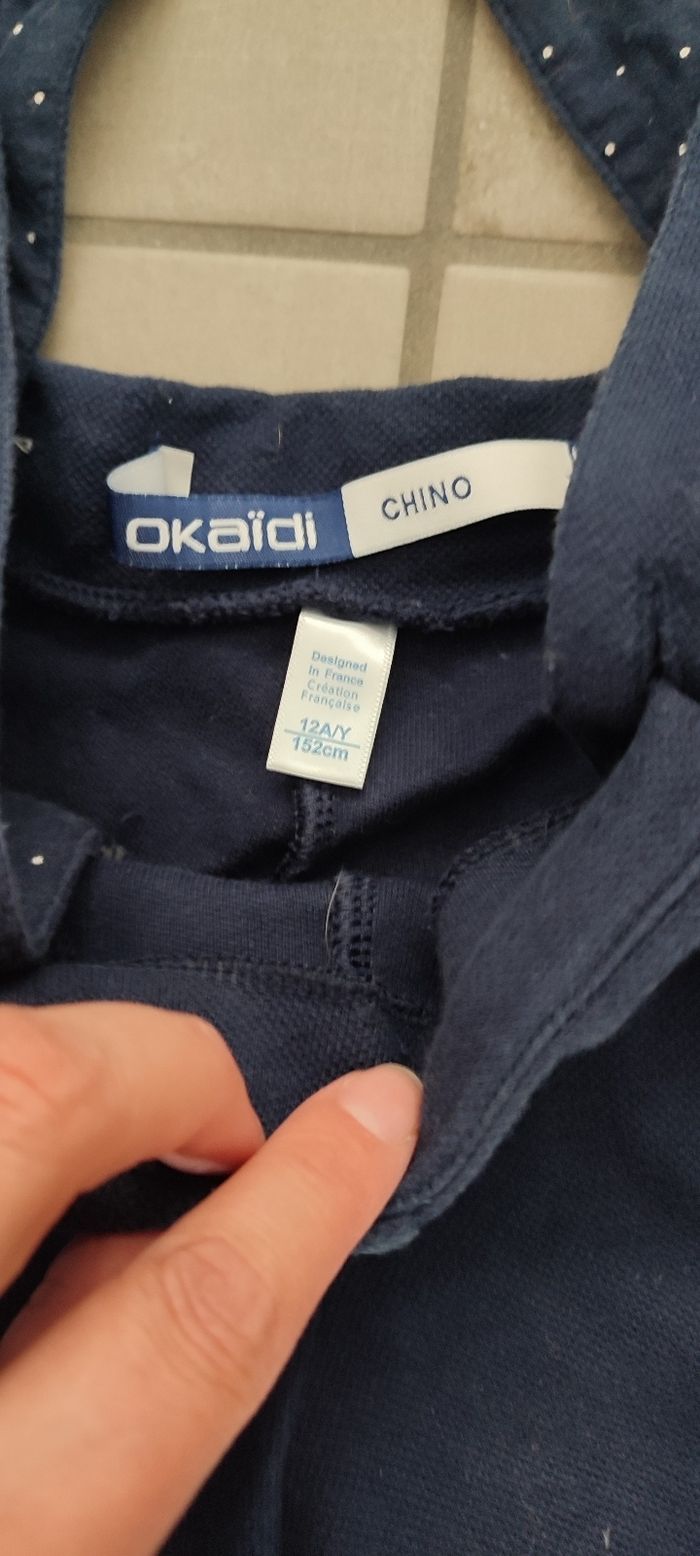 OKaïdi CHINO
Designed
in France
Création
Française
12A/Y
152cm